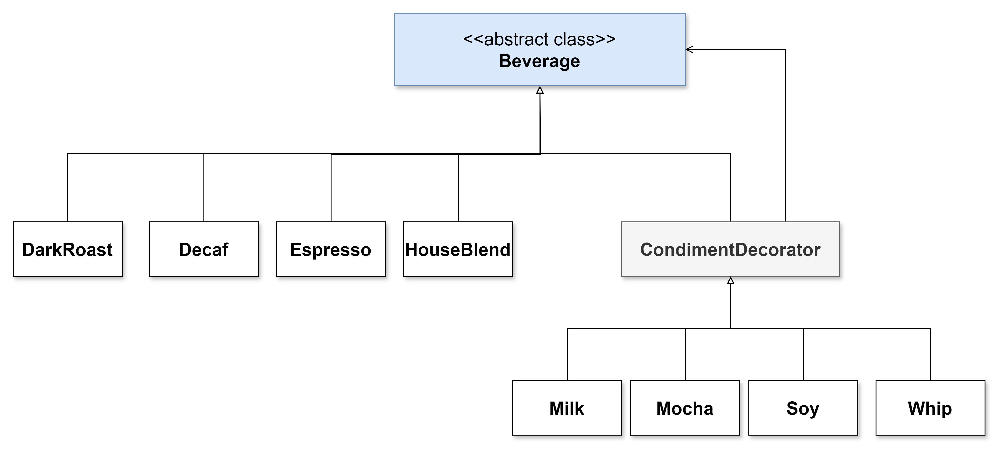 <<abstract class>>
Beverage
DarkRoast
Decaf
Espresso
HouseBlend
CondimentDecorator
Milk
Mocha
Soy
Whip